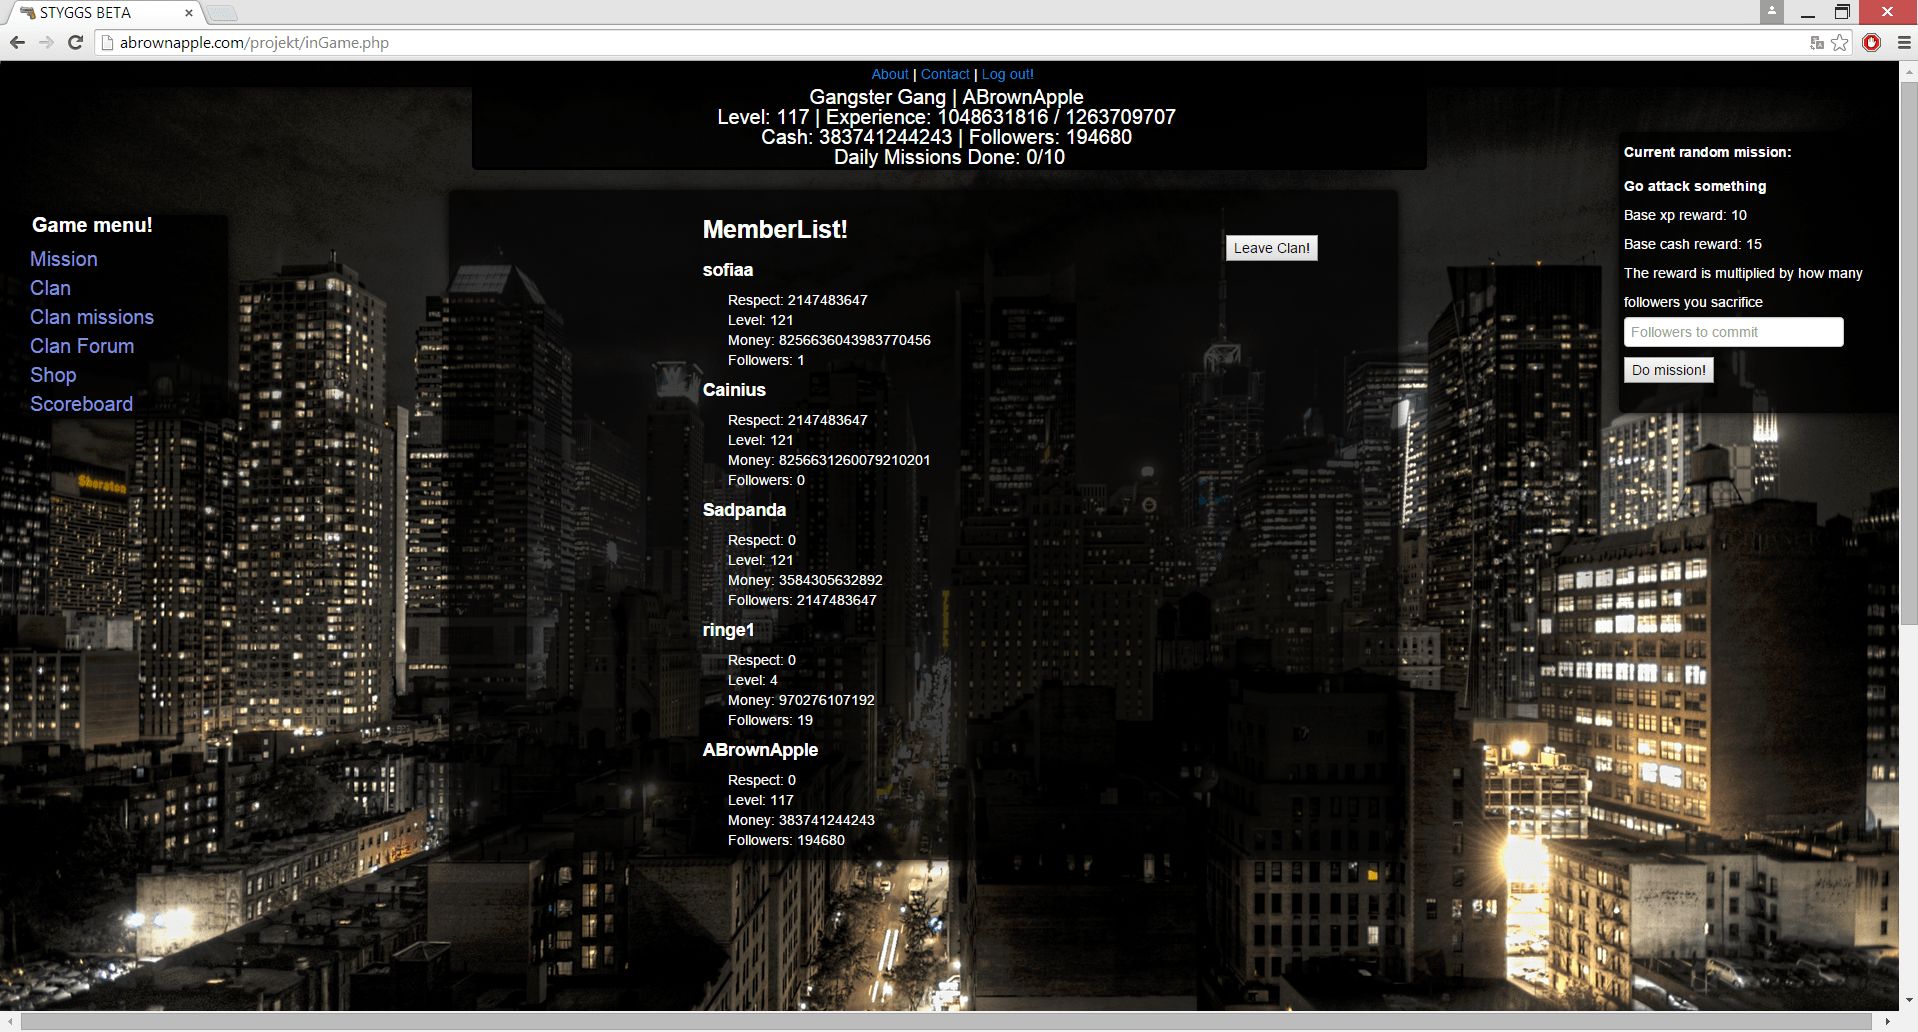 STYGGS BETA
abrownapple.com/projekt/inGame.php
About | Contact | Log out!
Gangster Gang | ABrownApple
Level: 117 | Experience: 1048631816 / 1263709707
Cash: 383741244243 | Followers: 194680
Daily Missions Done: 0/10
Game menu!
Mission
Clan
Clan missions
Clan Forum
Shop
Scoreboard
MemberList!
Leave Clan!
sofiaa
Respect: 2147483647
Level: 121
Money: 8256636043983770456
Followers: 1
Cainius
Respect: 2147483647
Level: 121
Money: 8256631260079210201
Followers: 0
Sadpanda
Respect: 0
Level: 121
Money: 3584305632892
Followers: 2147483647
ringe1
Respect: 0
Level: 4
Money: 970276107192
Followers: 19
ABrownApple
Respect: 0
Level: 117
Money: 383741244243
Followers: 194680
Current random mission:
Go attack something
Base xp reward: 10
Base cash reward: 15
The reward is multiplied by how many
followers you sacrifice
Followers to commit
Do mission!
Sheraton